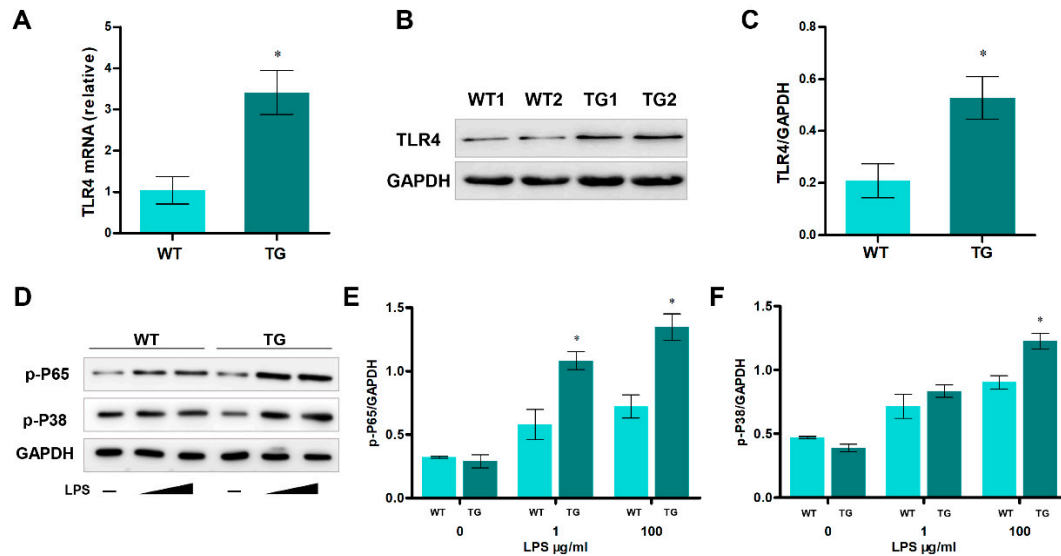 A
TLR4 mRNA (relative)
5
4
3
2
1
0
*
WT
TG
B
WT1 WT2 TG1 TG2
TLR4
GAPDH
C
TLR4/GAPDH
0.8
0.6
0.4
0.2
0.0
*
WT
TG
D
WT TG
p-P65
p-P38
GAPDH
LPS – –
E
p-P65/GAPDH
1.5
1.0
0.5
0.0
*
*
WT TG WT TG WT TG
0 1 100
LPS µg/ml
F
p-P38/GAPDH
1.5
1.0
0.5
0.0
*
WT TG WT TG WT TG
0 1 100
LPS µg/ml